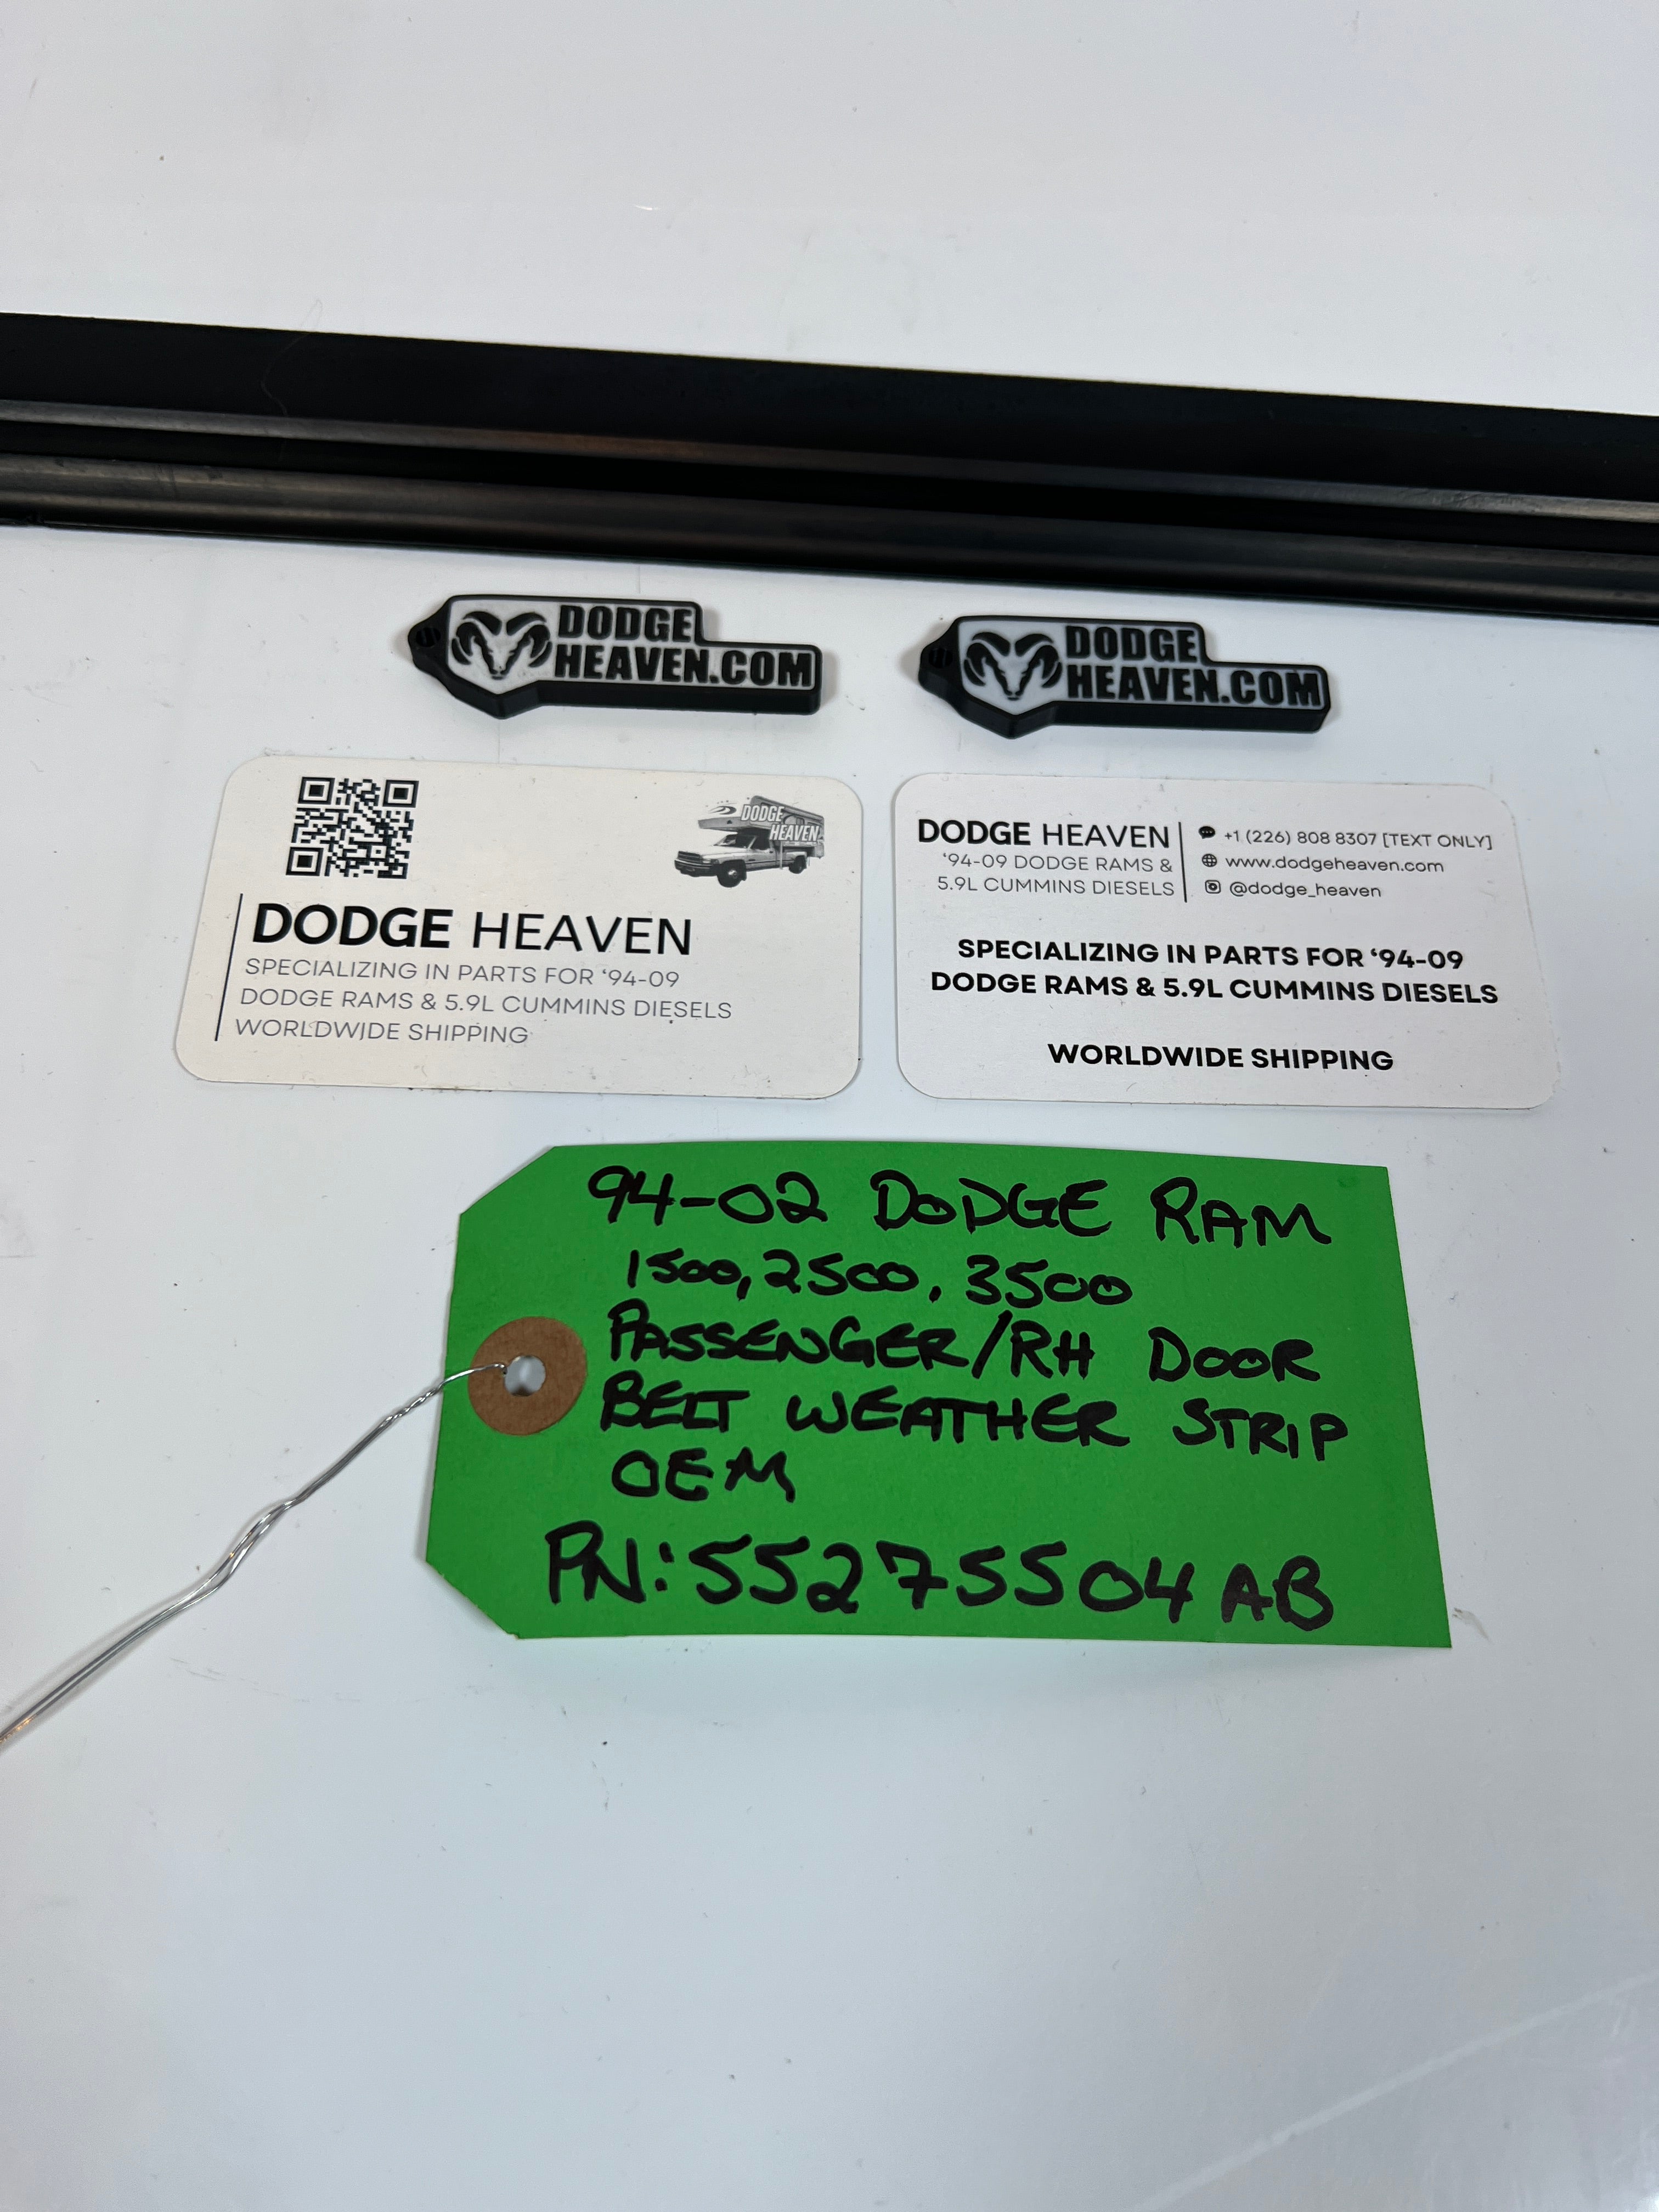 DODGE
HEAVEN.COM
DODGE
HEAVEN.COM
DODGE
HEAVEN
DODGE HEAVEN
SPECIALIZING IN PARTS FOR ‘94-09
DODGE RAMS & 5.9L CUMMINS DIESELS
WORLDWIDE SHIPPING
DODGE HEAVEN
‘94-09 DODGE RAMS &
5.9L CUMMINS DIESELS
+1 (226) 808 8307 [TEXT ONLY]
www.dodgeheaven.com
@dodge_heaven
SPECIALIZING IN PARTS FOR ‘94-09
DODGE RAMS & 5.9L CUMMINS DIESELS
WORLDWIDE SHIPPING
94-02 DODGE RAM
1500, 2500, 3500
PASSENGER/RH DOOR
BELT WEATHER STRIP
OEM
PN: 55275504AB